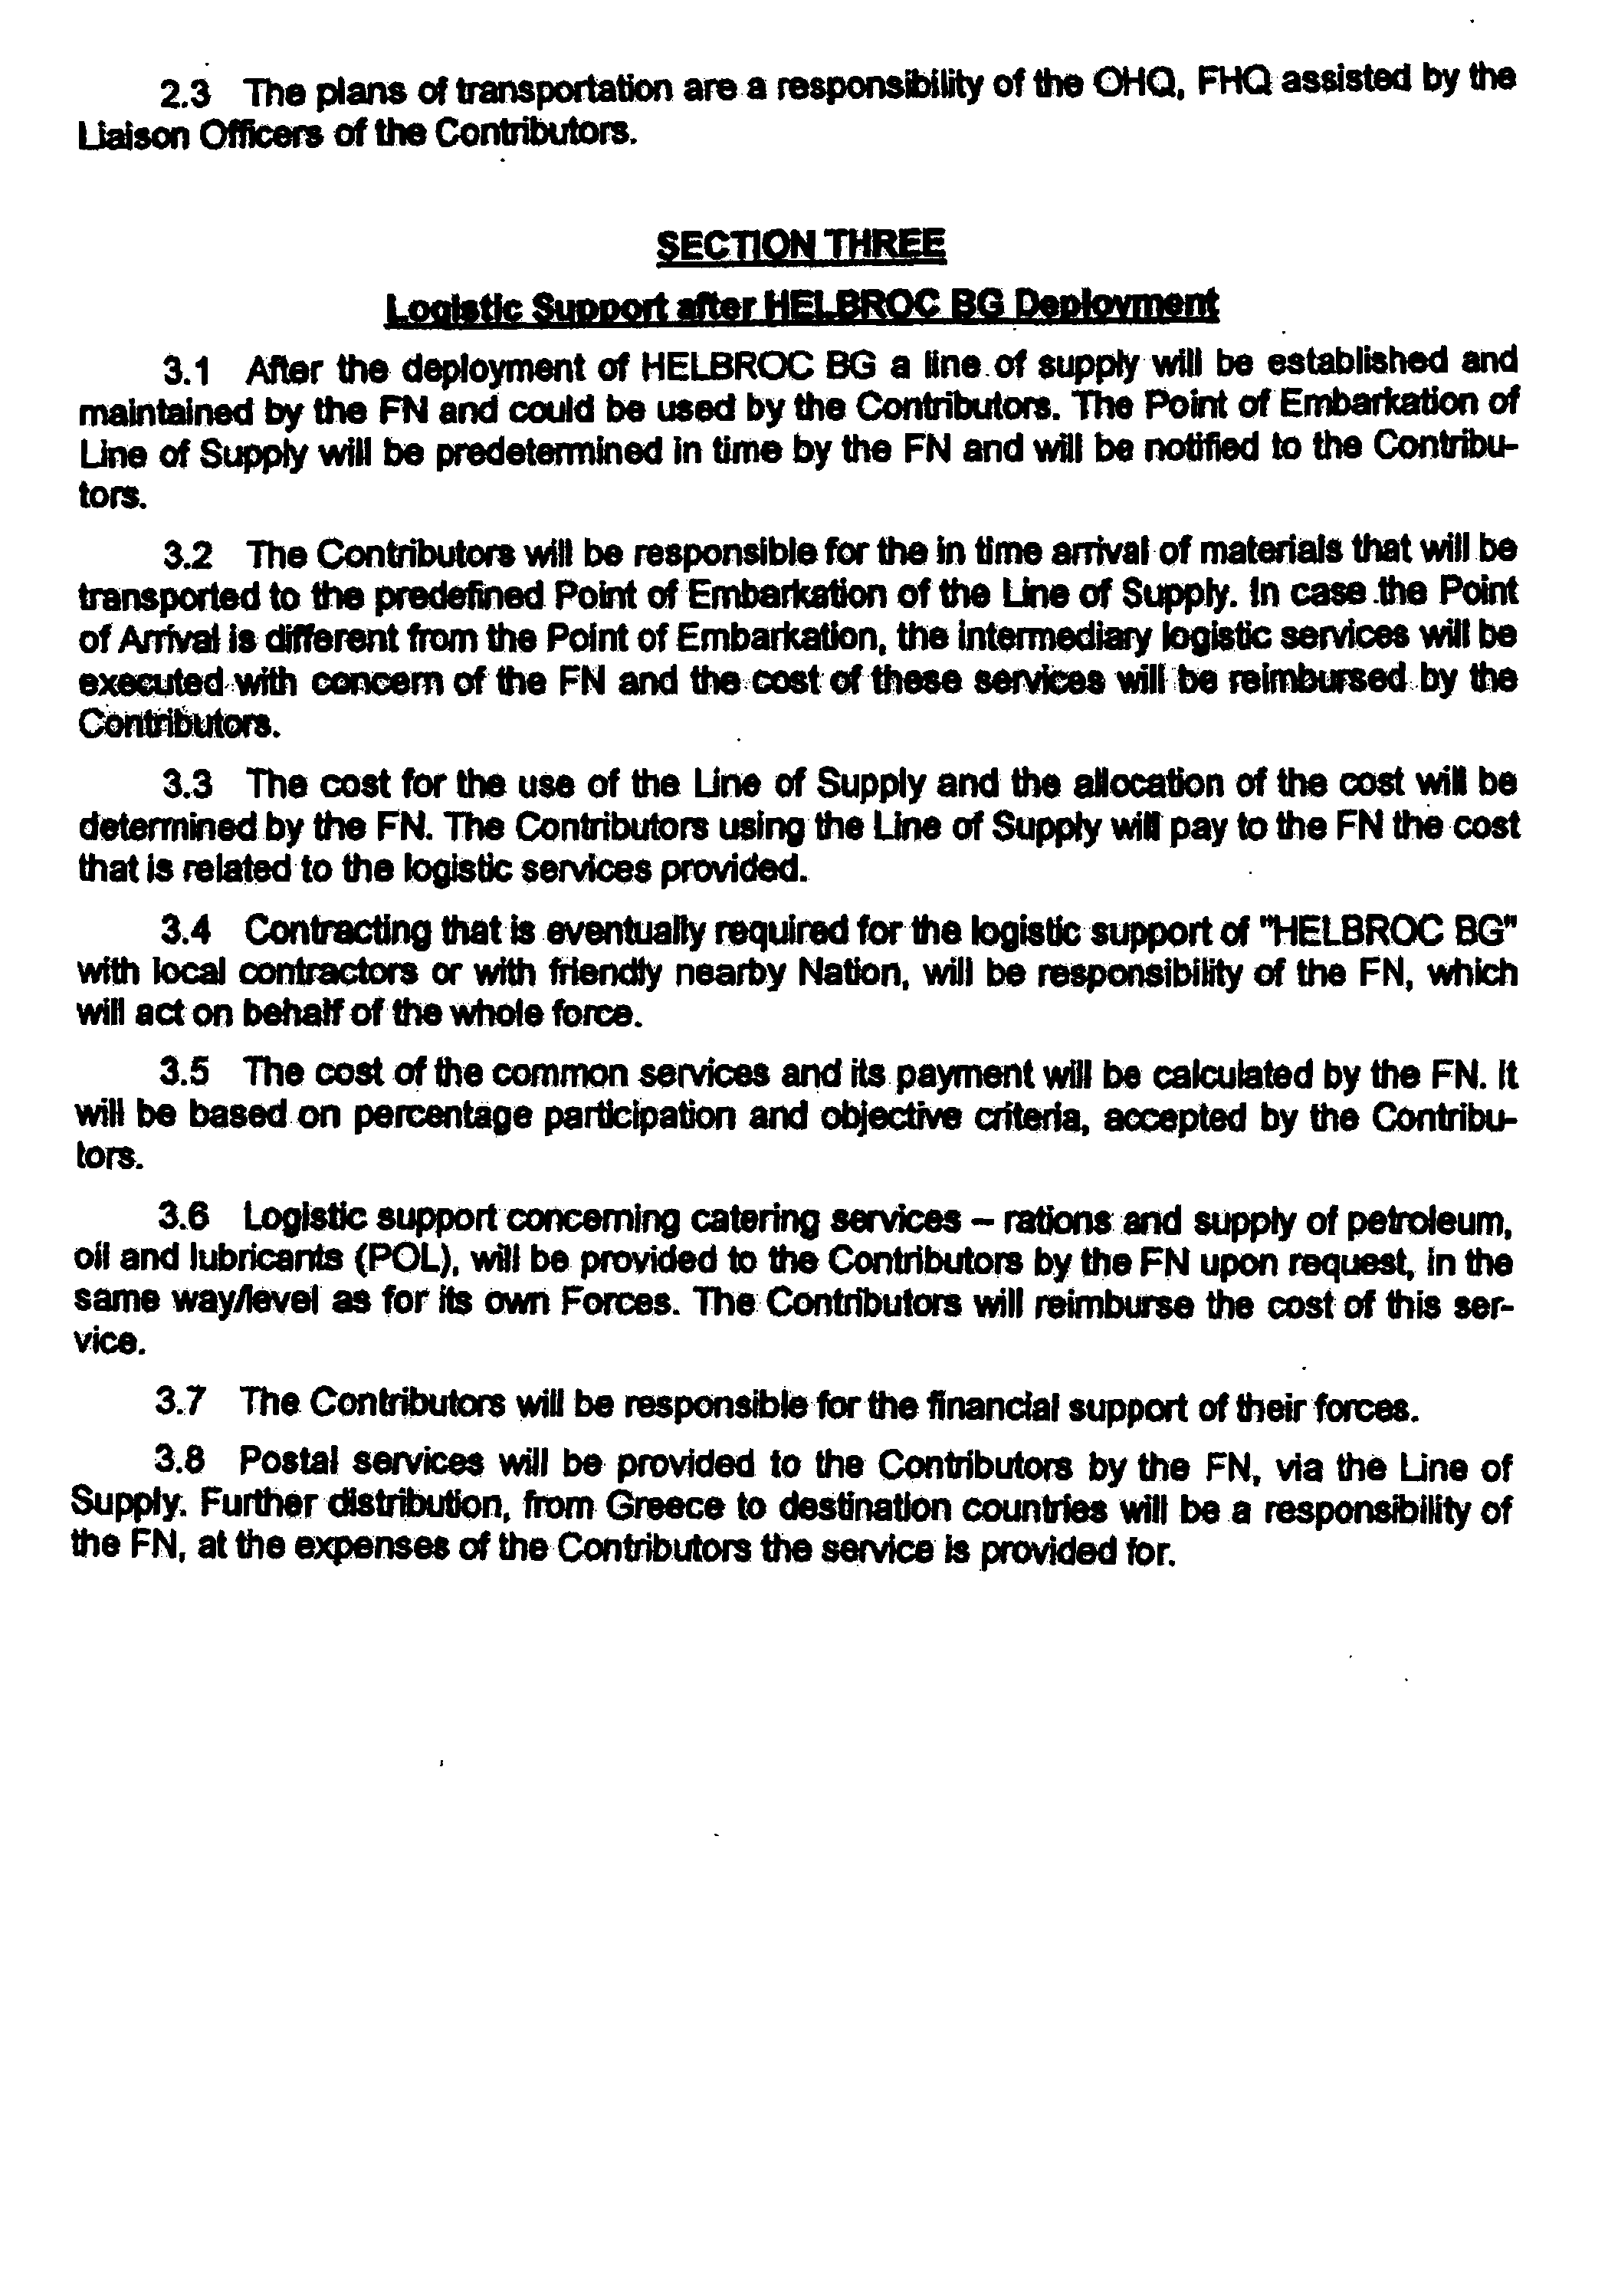 2.3 The plans of transportation are a responsibility of the OHQ, FHQ assisted by the
Liaison Officers of the Contributors.
SECTION THREE
Logistic Support after HELBROC BG Deployment
3.1 After the deployment of HELBROC BG a line of supply will be established and
maintained by the FN and could be used by the Contributors. The Point of Embarkation of
Line of Supply will be predetermined in time by the FN and will be notified to the Contribu-
tors.
3.2 The Contributors will be responsible for the in time arrival of materials that will be
transported to the predefined Point of Embarkation of the Line of Supply. In case the Point
of Arrival is different from the Point of Embarkation, the intermediary logistic services will be
executed with concern of the FN and the cost of these services will be reimbursed by the
Contributors.
3.3 The cost for the use of the Line of Supply and the allocation of the cost will be
determined by the FN. The Contributors using the Line of Supply will pay to the FN the cost
that is related to the logistic services provided.
3.4 Contracting that is eventually required for the logistic support of "HELBROC BG"
with local contractors or with friendly nearby Nation, will be responsibility of the FN, which
will act on behalf of the whole force.
3.5 The cost of the common services and its payment will be calculated by the FN. It
will be based on percentage participation and objective criteria, accepted by the Contribu-
tors.
3.6 Logistic support concerning catering services – rations and supply of petroleum,
oil and lubricants (POL), will be provided to the Contributors by the FN upon request, in the
same way/level as for its own Forces. The Contributors will reimburse the cost of this ser-
vice.
3.7 The Contributors will be responsible for the financial support of their forces.
3.8 Postal services will be provided to the Contributors by the FN, via the Line of
Supply. Further distribution, from Greece to destination countries will be a responsibility of
the FN, at the expenses of the Contributors the service is provided for.